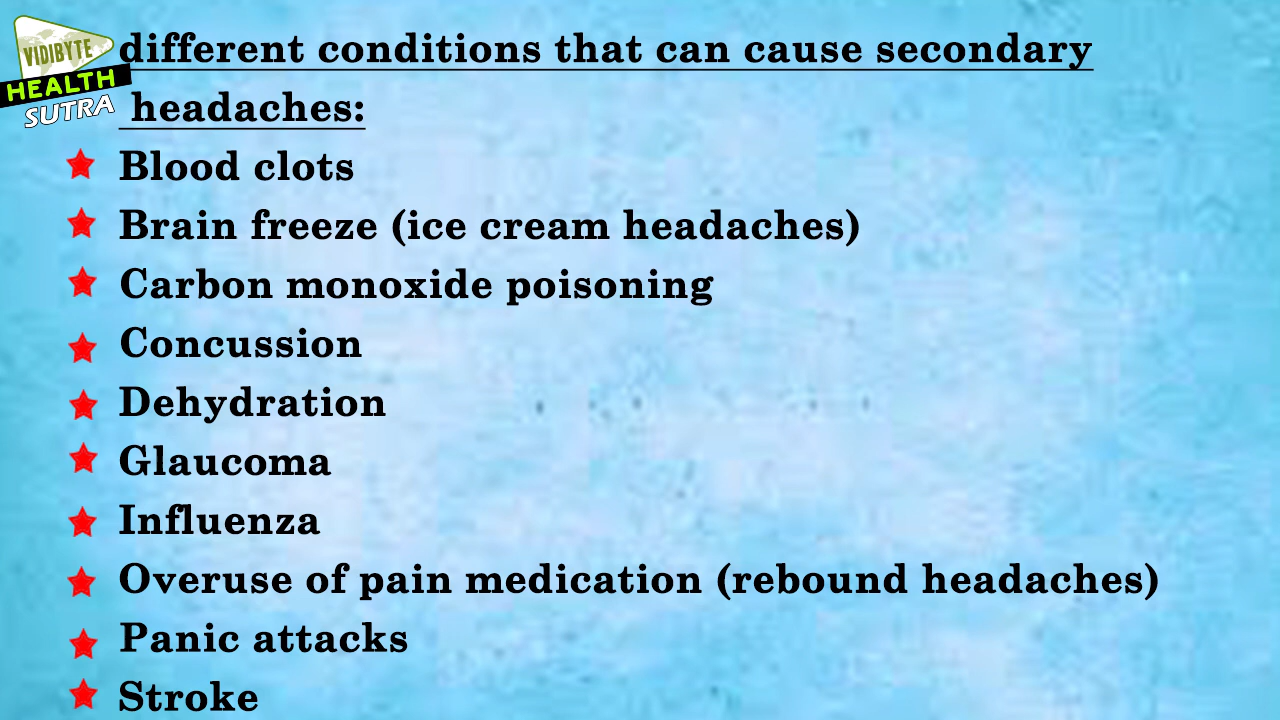 VIDIBYTE
HEALTH
SUTRA
different conditions that can cause secondary
headaches:
Blood clots
Brain freeze (ice cream headaches)
Carbon monoxide poisoning
Concussion
Dehydration
Glaucoma
Influenza
Overuse of pain medication (rebound headaches)
Panic attacks
Stroke